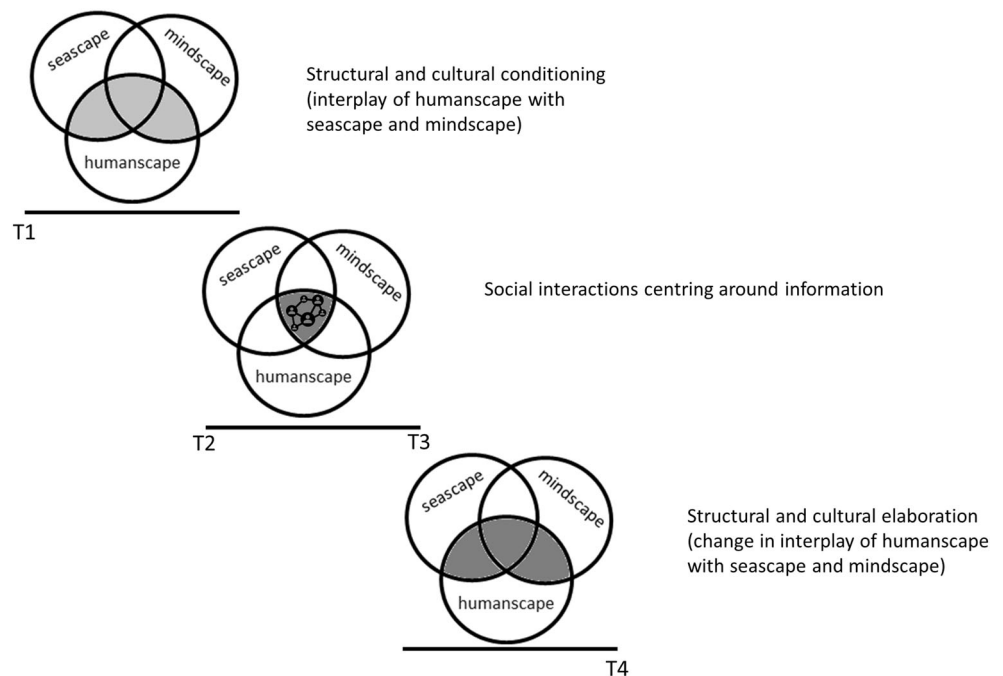 seascape
mindscape
humanscape
Structural and cultural conditioning
(interplay of humanscape with
seascape and mindscape)
T1
seascape
mindscape
humanscape
Social interactions centring around information
T2
T3
seascape
mindscape
humanscape
Structural and cultural elaboration
(change in interplay of humanscape
with seascape and mindscape)
T4